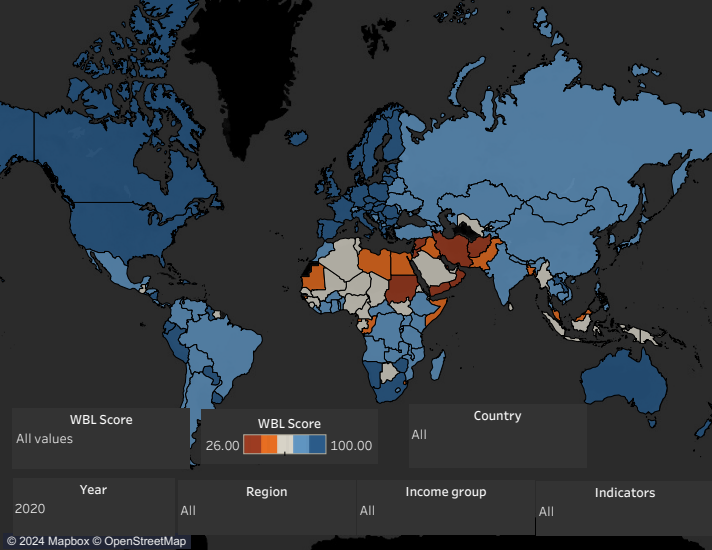 WBL Score
All values
WBL Score
26.00 100.00
Country
All
Year
2020
Region
All
Income group
All
Indicators
All
© 2024 Mapbox © OpenStreetMap